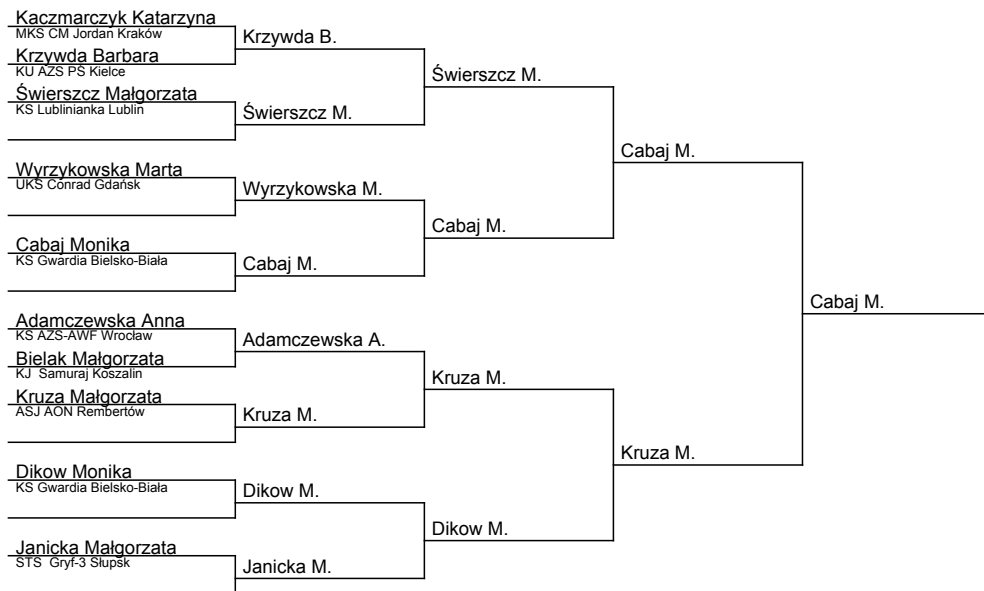 Kaczmarczyk Katarzyna
MKS CM Jordan Kraków
Krzywda B.
Krzywda Barbara
KU AZS PŚ Kielce
Świerszcz M.
Świerszcz Małgorzata
KS Lublinianka Lublin
Świerszcz M.
Cabaj M.
Wyrzykowska Marta
UKS Conrad Gdańsk
Wyrzykowska M.
Cabaj M.
Cabaj Monika
KS Gwardia Bielsko-Biała
Cabaj M.
Cabaj M.
Adamczewska Anna
KS AZS-AWF Wrocław
Adamczewska A.
Bielak Małgorzata
KJ  Samuraj Koszalin
Kruza M.
Kruza Małgorzata
ASJ AON Rembertów
Kruza M.
Kruza M.
Dikow Monika
KS Gwardia Bielsko-Biała
Dikow M.
Dikow M.
Janicka Małgorzata
STS  Gryf-3 Słupsk
Janicka M.